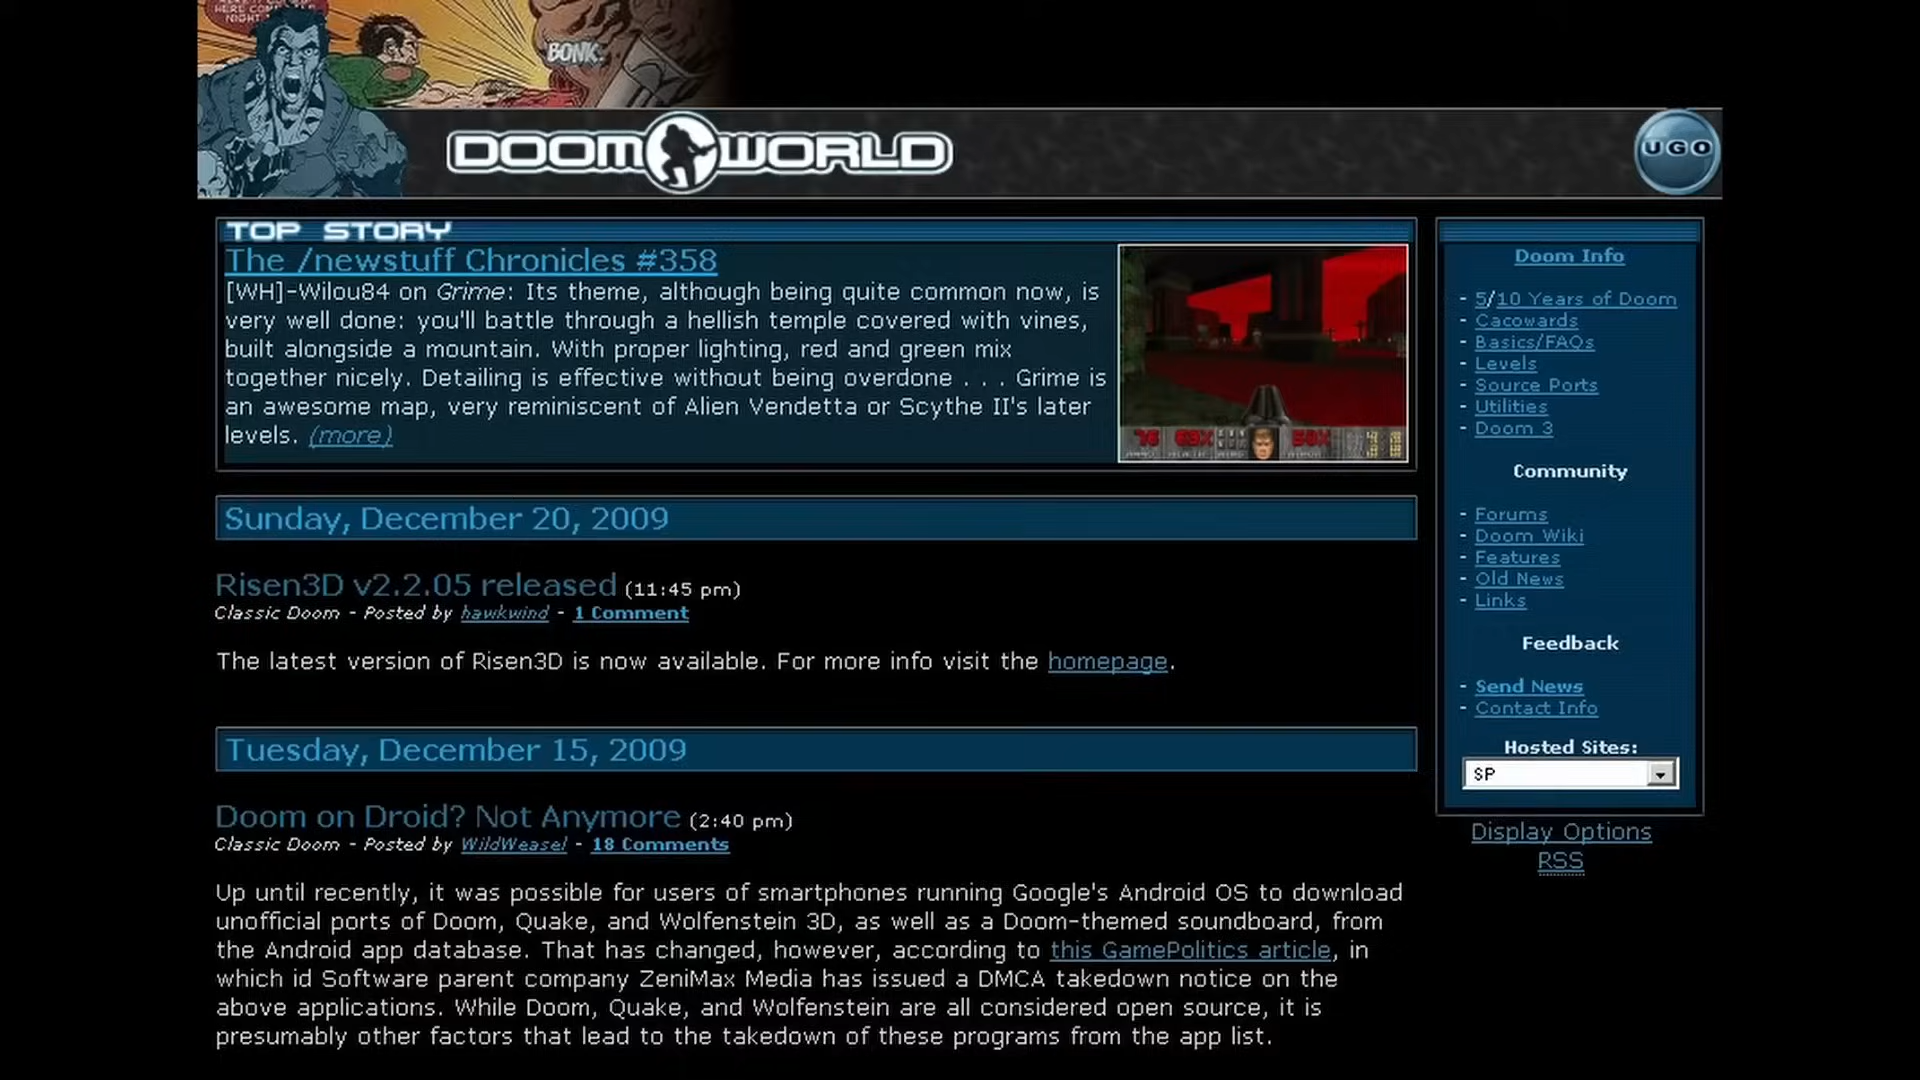 HERE COMES THE
NIGHT
BONK!
DOOMWORLD
UGO
TOP STORY
The /newstuff Chronicles #358
[WH]-Wilou84 on Grime: Its theme, although being quite common now, is
very well done: you'll battle through a hellish temple covered with vines,
built alongside a mountain. With proper lighting, red and green mix
together nicely. Detailing is effective without being overdone . . . Grime is
an awesome map, very reminiscent of Alien Vendetta or Scythe II's later
levels. (more)
Sunday, December 20, 2009
Risen3D v2.2.05 released (11:45 pm)
Classic Doom - Posted by hawkwind - 1 Comment
The latest version of Risen3D is now available. For more info visit the homepage.
Tuesday, December 15, 2009
Doom on Droid? Not Anymore (2:40 pm)
Classic Doom - Posted by WildWeasel - 18 Comments
Up until recently, it was possible for users of smartphones running Google's Android OS to download
unofficial ports of Doom, Quake, and Wolfenstein 3D, as well as a Doom-themed soundboard, from
the Android app database. That has changed, however, according to this GamePolitics article, in
which id Software parent company ZeniMax Media has issued a DMCA takedown notice on the
above applications. While Doom, Quake, and Wolfenstein are all considered open source, it is
presumably other factors that lead to the takedown of these programs from the app list.
Doom Info
- 5/10 Years of Doom
- Cacowards
- Basics/FAQs
- Levels
- Source Ports
- Utilities
- Doom 3
Community
- Forums
- Doom Wiki
- Features
- Old News
- Links
Feedback
- Send News
- Contact Info
Hosted Sites:
SP
Display Options
RSS